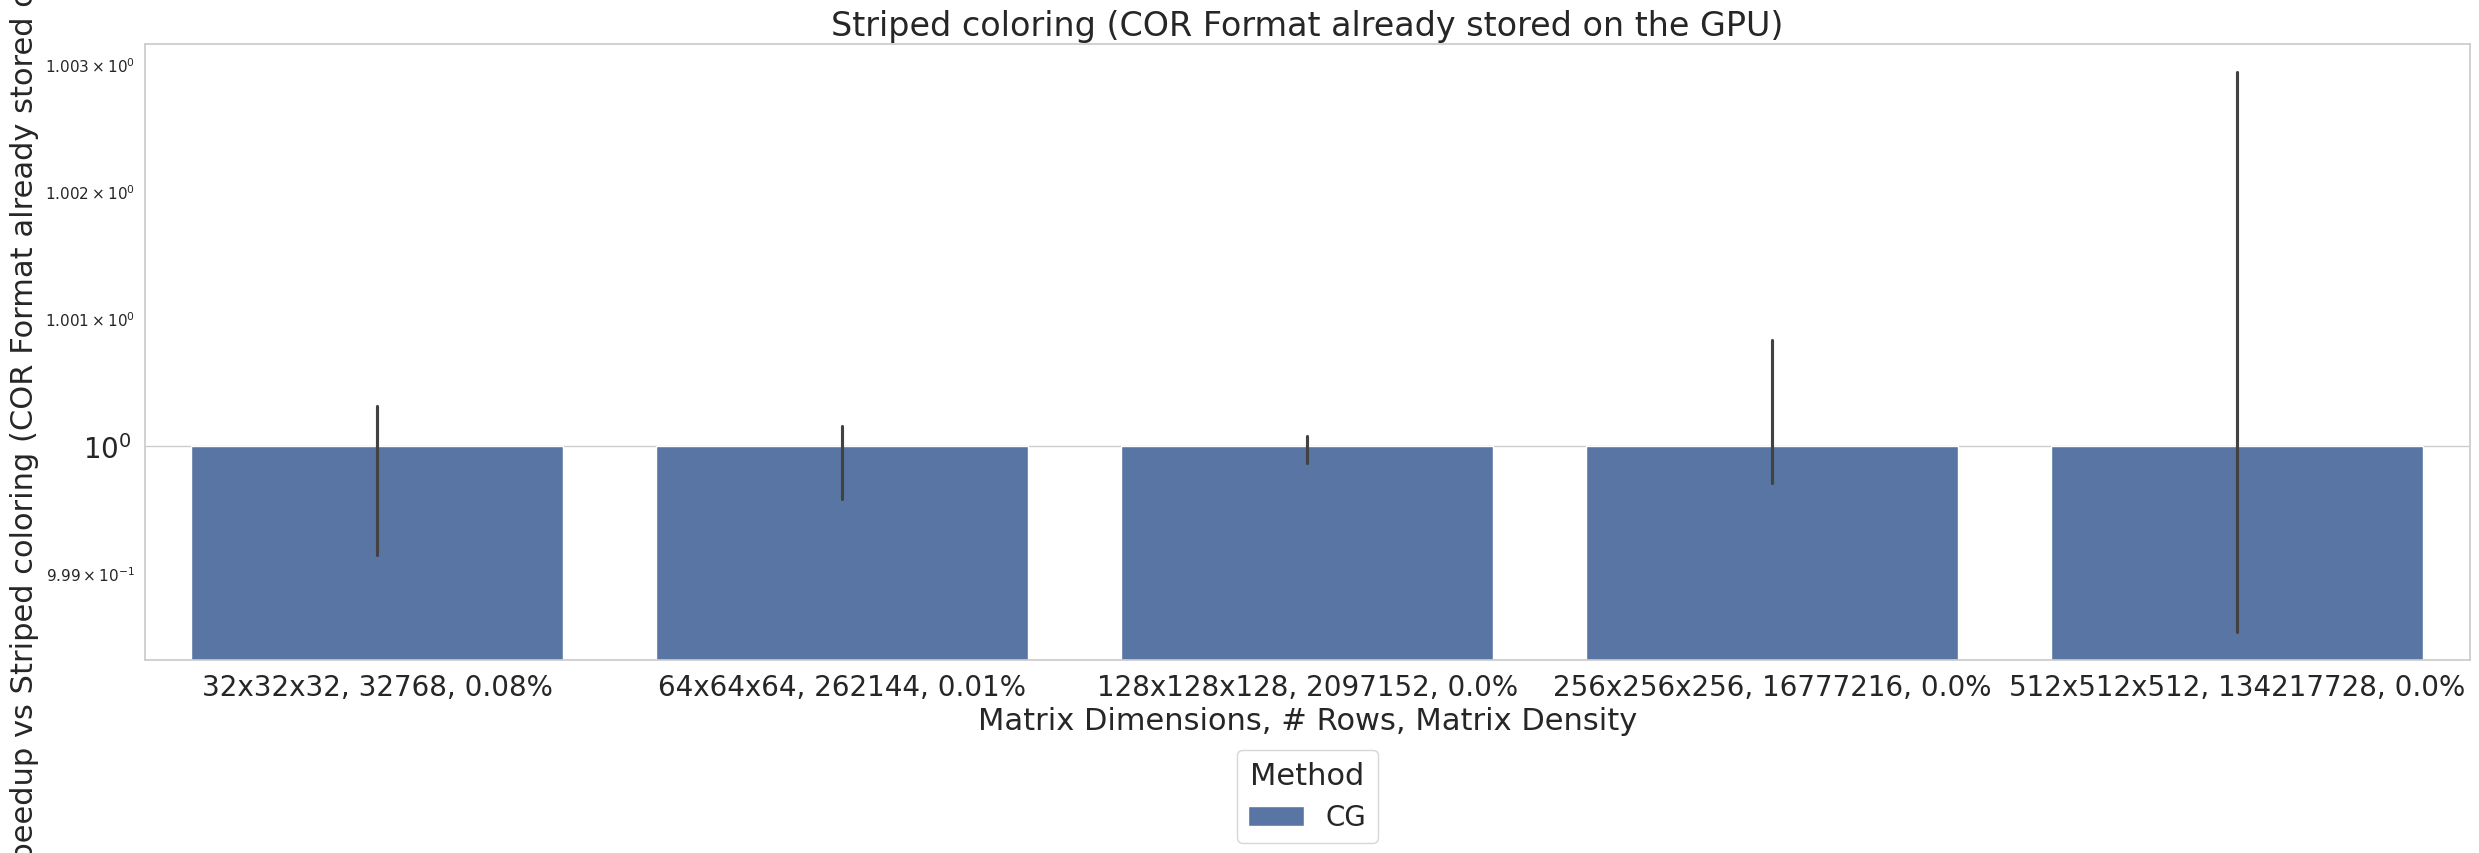 Striped coloring (COR Format already stored on the GPU)
speedup vs Striped coloring (COR Format already stored
1.003 × 10⁰
1.002 × 10⁰
1.001 × 10⁰
10⁰
9.99 × 10⁻¹
32x32x32, 32768, 0.08%
64x64x64, 262144, 0.01%
128x128x128, 2097152, 0.0%
256x256x256, 16777216, 0.0%
512x512x512, 134217728, 0.0%
Matrix Dimensions, # Rows, Matrix Density
Method
CG